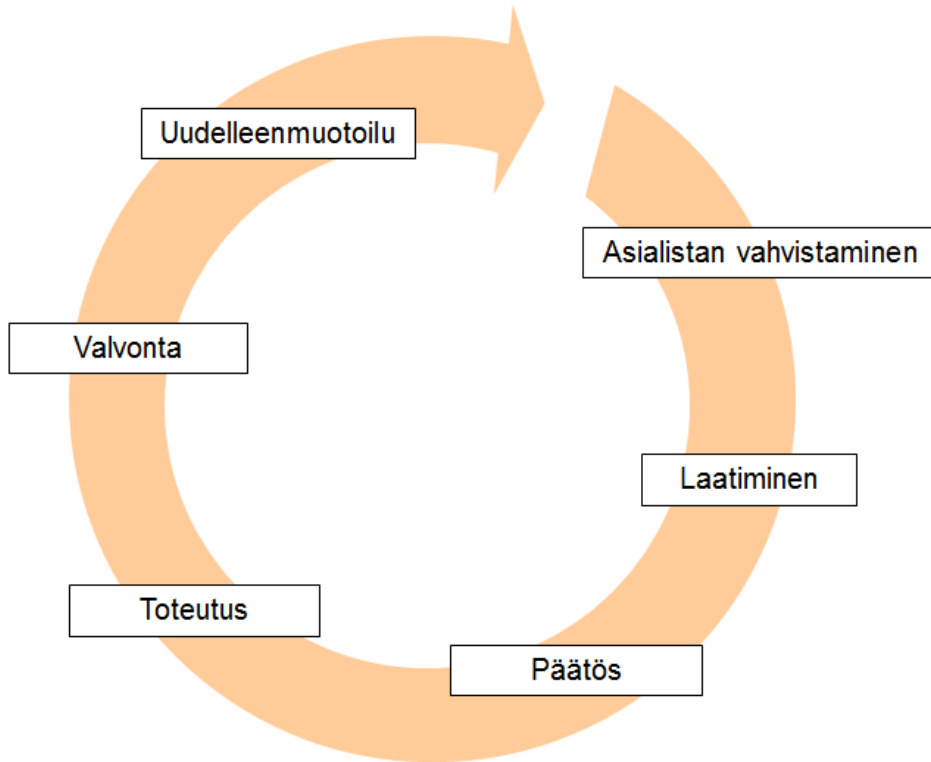 Uudelleenmuotoilu
Asialistan vahvistaminen
Valvonta
Laatiminen
Toteutus
Päätös